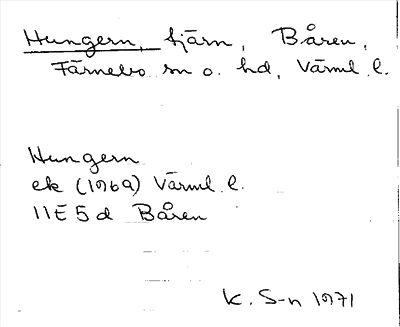 Hungern, tjärn, Båren,
Färnebo sn o. hd, Värml. l.
Hungern
ek (1969) Värml. l.
11E 5d Båren
K. S-n 1971